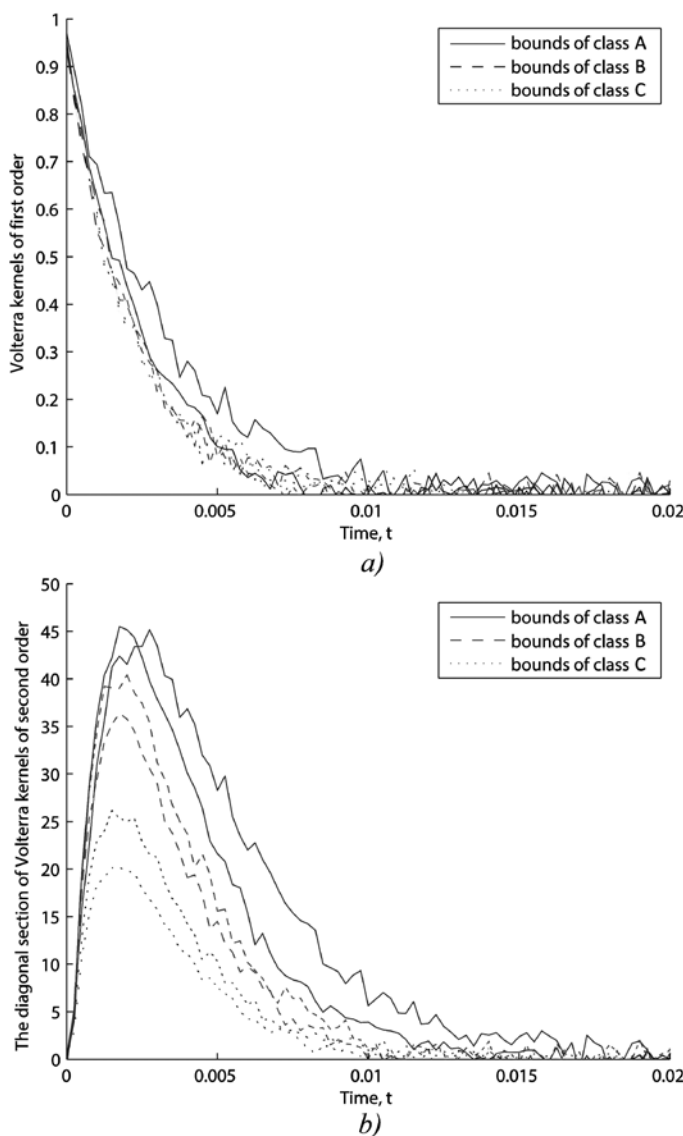 1
0.9
0.8
0.7
0.6
0.5
0.4
0.3
0.2
0.1
0
Volterra kernels of first order
bounds of class A
bounds of class B
bounds of class C
0 0.005 0.01 0.015 0.02
Time, t
a)
50
45
40
35
30
25
20
15
10
5
0
The diagonal section of Volterra kernels of second order
bounds of class A
bounds of class B
bounds of class C
0 0.005 0.01 0.015 0.02
Time, t
b)